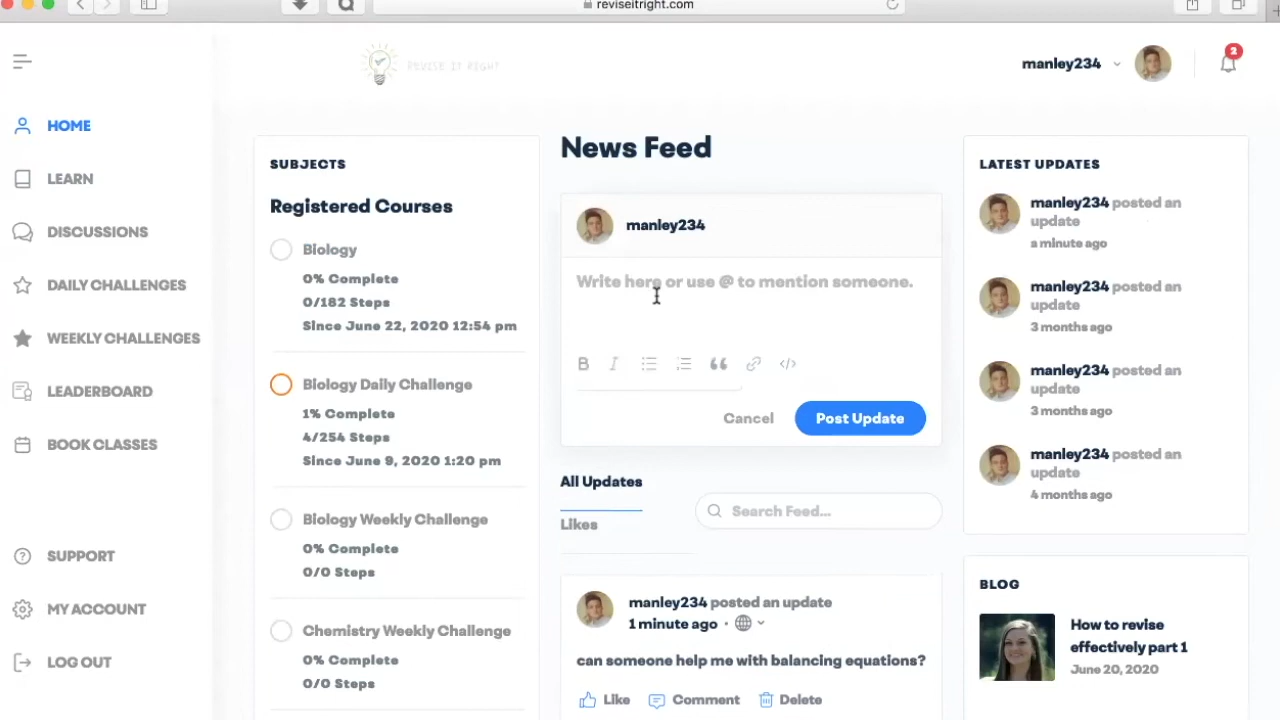 reviseitright.com
REVISE IT RIGHT
manley234
2
HOME
LEARN
DISCUSSIONS
DAILY CHALLENGES
WEEKLY CHALLENGES
LEADERBOARD
BOOK CLASSES
SUPPORT
MY ACCOUNT
LOG OUT
SUBJECTS
Registered Courses
Biology
0% Complete
0/182 Steps
Since June 22, 2020 12:54 pm
Biology Daily Challenge
1% Complete
4/254 Steps
Since June 9, 2020 1:20 pm
Biology Weekly Challenge
0% Complete
0/0 Steps
Chemistry Weekly Challenge
0% Complete
0/0 Steps
News Feed
manley234
Write here or use @ to mention someone.
B I
Cancel Post Update
All Updates
Likes
Search Feed...
manley234 posted an update
1 minute ago
can someone help me with balancing equations?
Like Comment Delete
LATEST UPDATES
manley234 posted an
update
a minute ago
manley234 posted an
update
3 months ago
manley234 posted an
update
3 months ago
manley234 posted an
update
4 months ago
BLOG
How to revise
effectively part 1
June 20, 2020